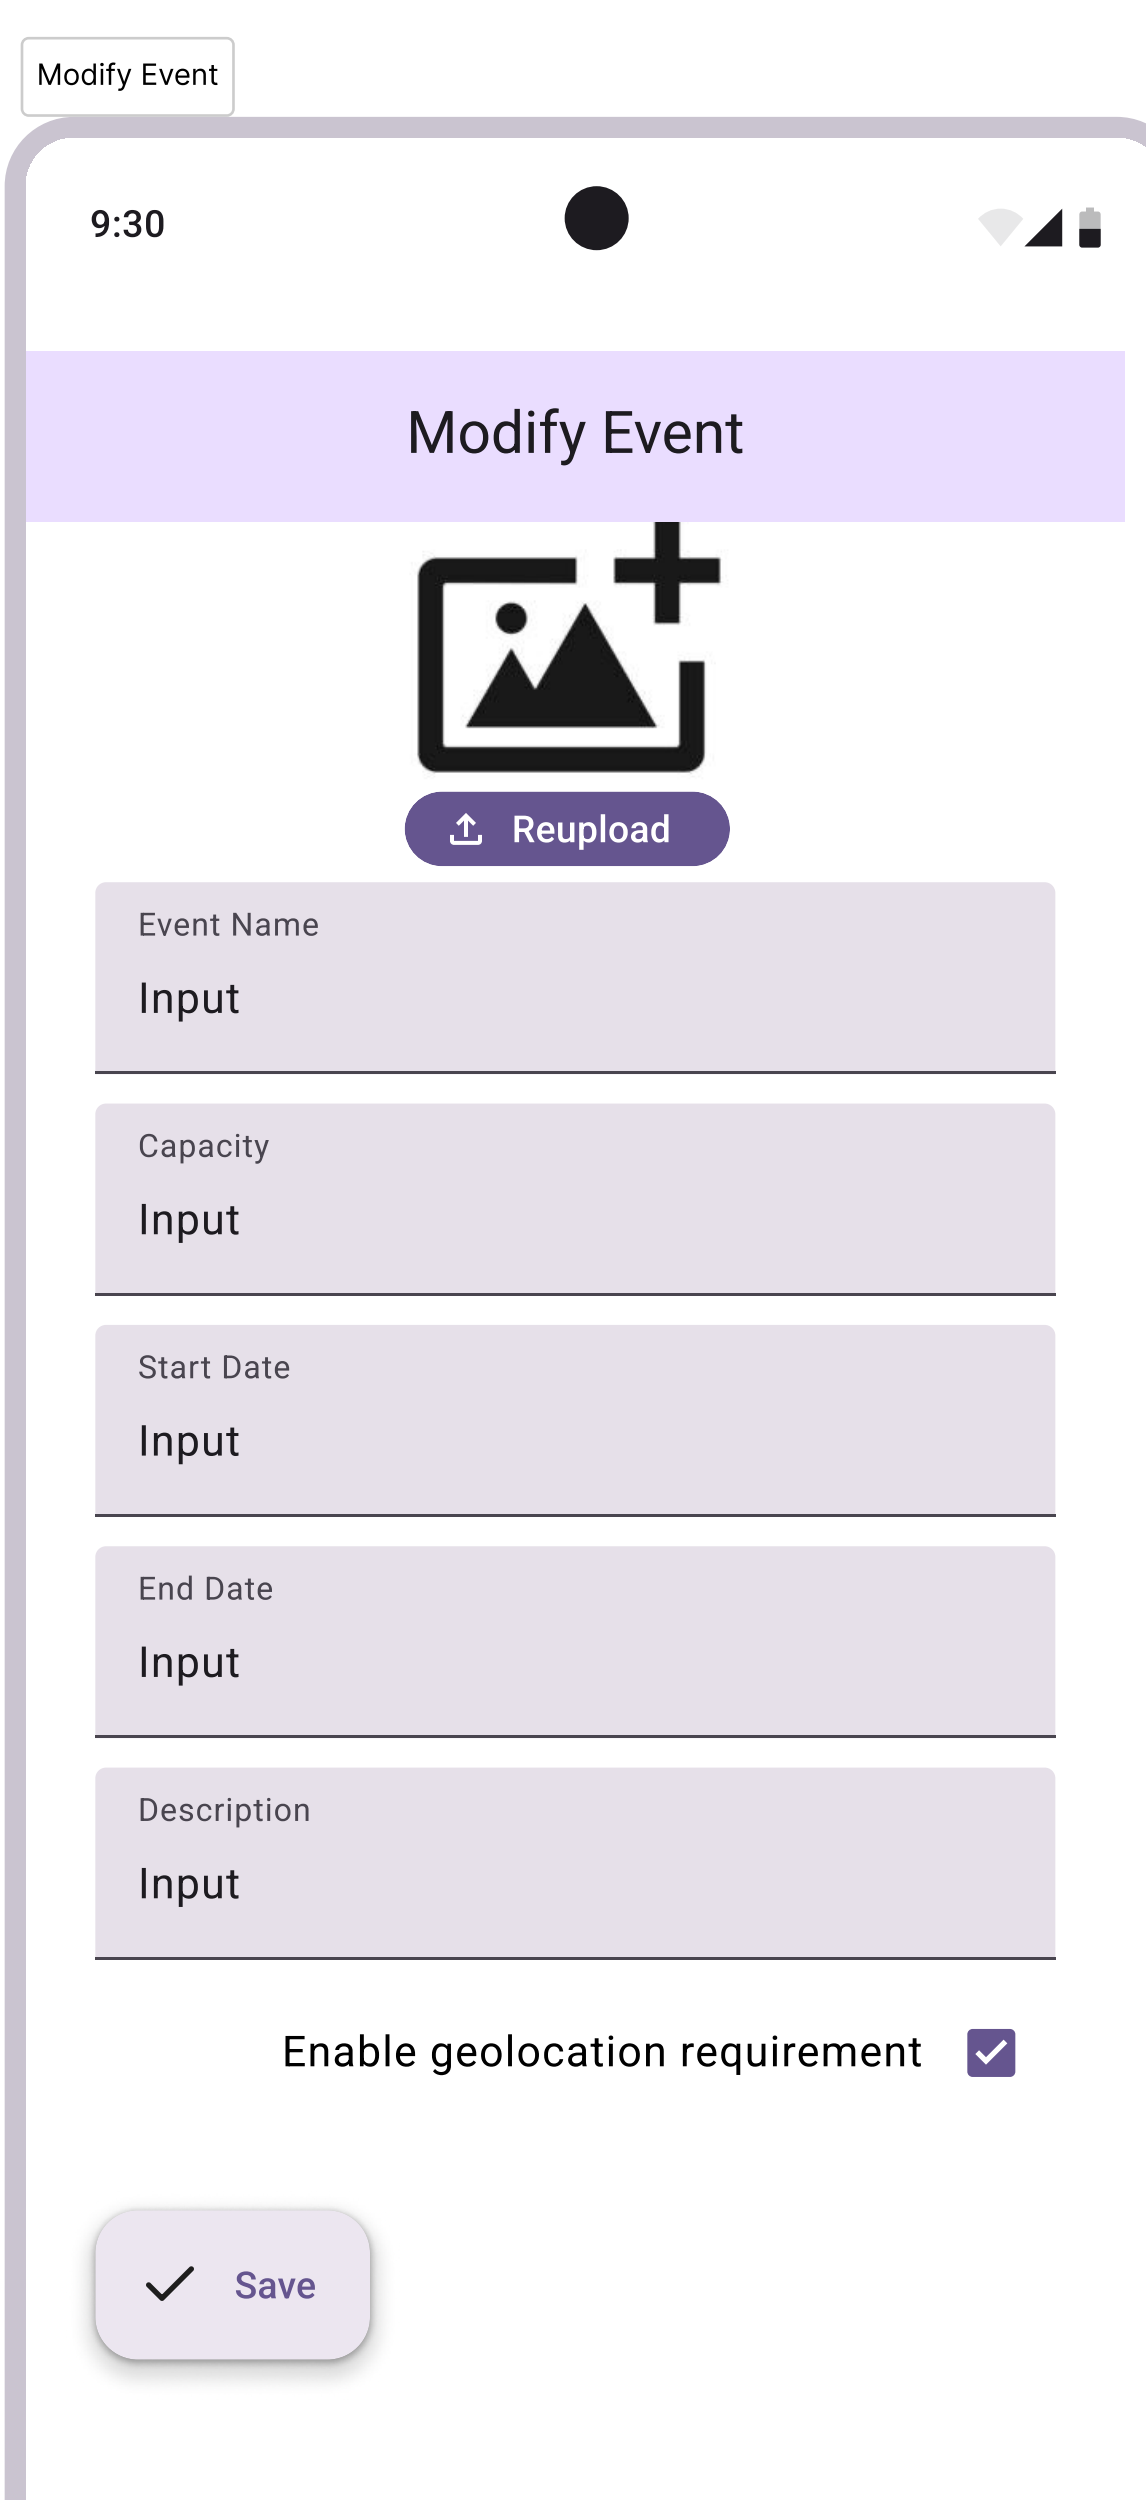 Modify Event
9:30
Modify Event
Reupload
Event Name
Input
Capacity
Input
Start Date
Input
End Date
Input
Description
Input
Enable geolocation requirement
Save